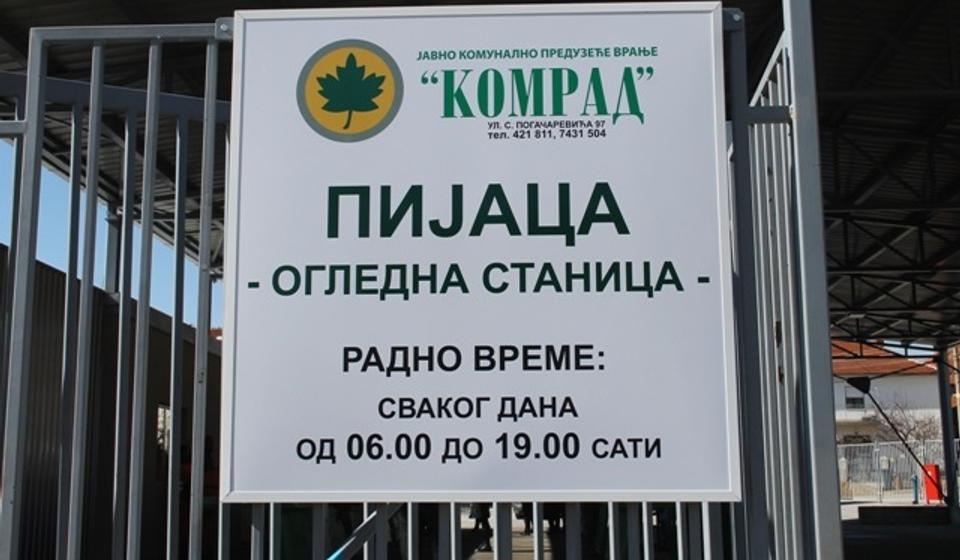 ЈАВНО КОМУНАЛНО ПРЕДУЗЕЋЕ ВРАЊЕ
“КОМРАД”
УЛ. С. ПОГАЧАРЕВИЋА 97
тел. 421 811, 7431 504
ПИЈАЦА
- ОГЛЕДНА СТАНИЦА -
РАДНО ВРЕМЕ:
СВАКОГ ДАНА
ОД 06.00 ДО 19.00 САТИ